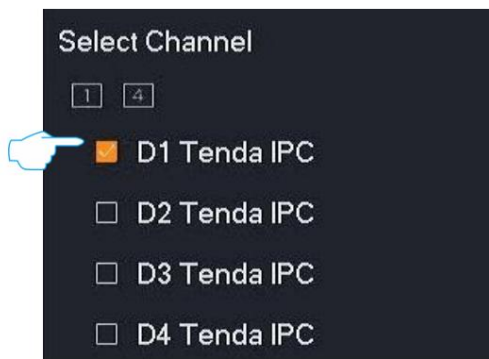 Select Channel
1 4
D1 Tenda IPC
D2 Tenda IPC
D3 Tenda IPC
D4 Tenda IPC